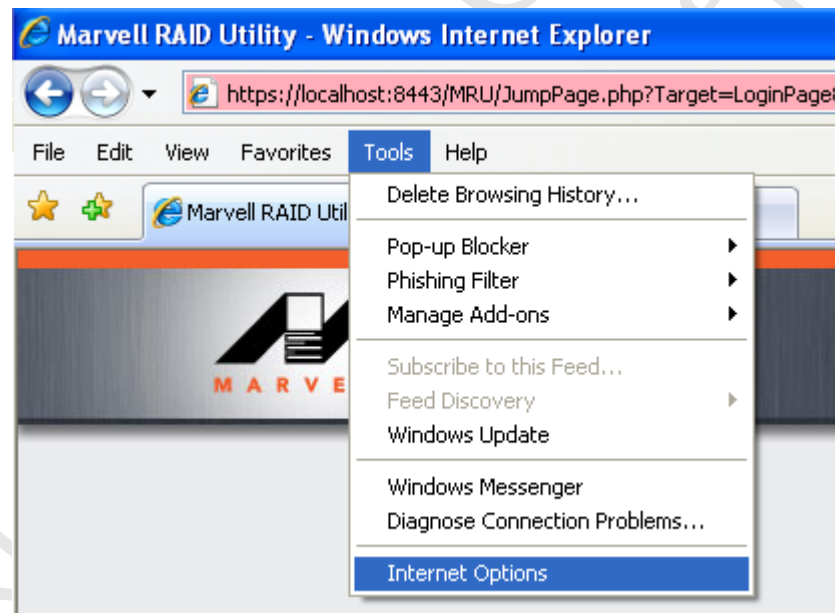 Marvell RAID Utility - Windows Internet Explorer
https://localhost:8443/MRU/JumpPage.php?Target=LoginPage
File Edit View Favorites Tools Help
Marvell RAID Util
Delete Browsing History...
Pop-up Blocker
Phishing Filter
Manage Add-ons
Subscribe to this Feed...
Feed Discovery
Windows Update
Windows Messenger
Diagnose Connection Problems...
Internet Options
MARVE